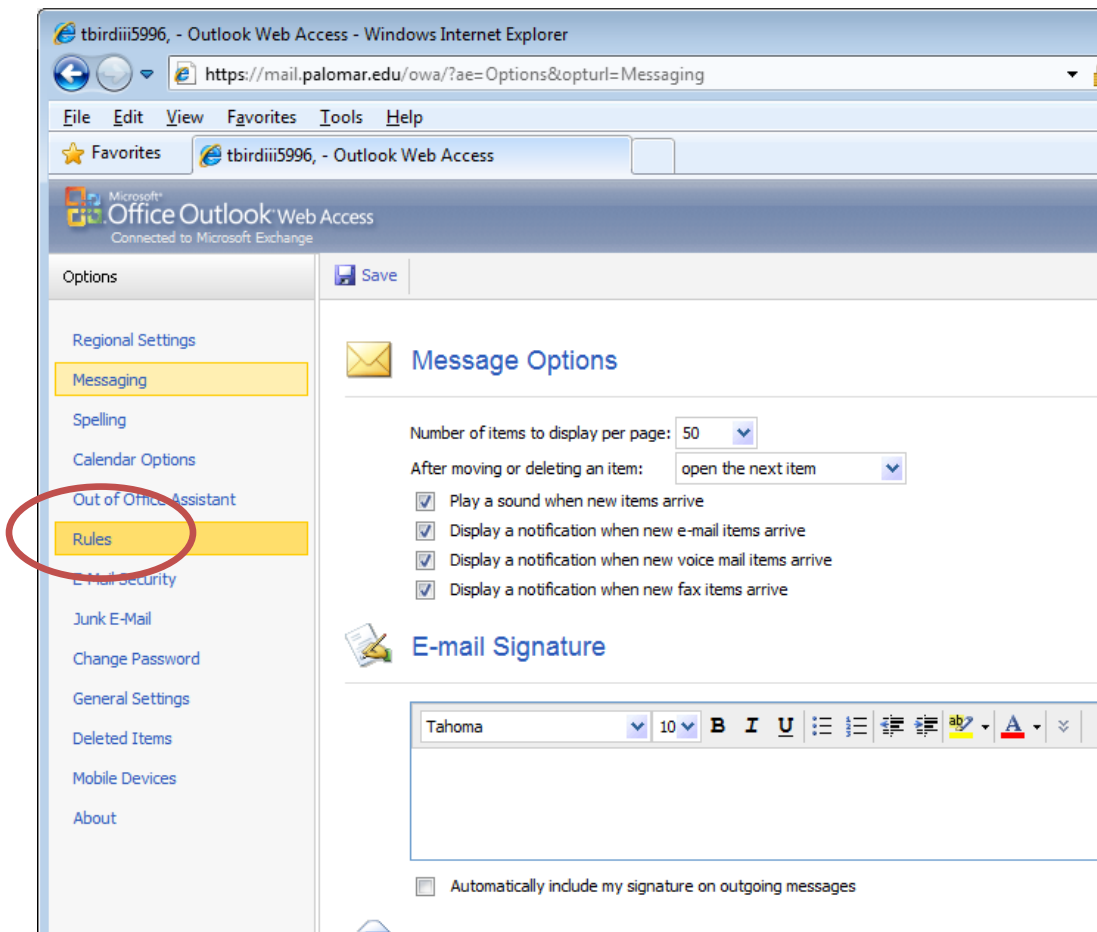 tbirdiii5996, - Outlook Web Access - Windows Internet Explorer
https://mail.palomar.edu/owa/?ae=Options&opturl=Messaging
File Edit View Favorites Tools Help
Favorites tbirdiii5996, - Outlook Web Access
Microsoft®
Office Outlook Web Access
Connected to Microsoft Exchange
Options
Save
Regional Settings
Messaging
Spelling
Calendar Options
Out of Office Assistant
Rules
E-Mail Security
Junk E-Mail
Change Password
General Settings
Deleted Items
Mobile Devices
About
Message Options
Number of items to display per page: 50
After moving or deleting an item: open the next item
Play a sound when new items arrive
Display a notification when new e-mail items arrive
Display a notification when new voice mail items arrive
Display a notification when new fax items arrive
E-mail Signature
Tahoma 10 B I U ab A
Automatically include my signature on outgoing messages